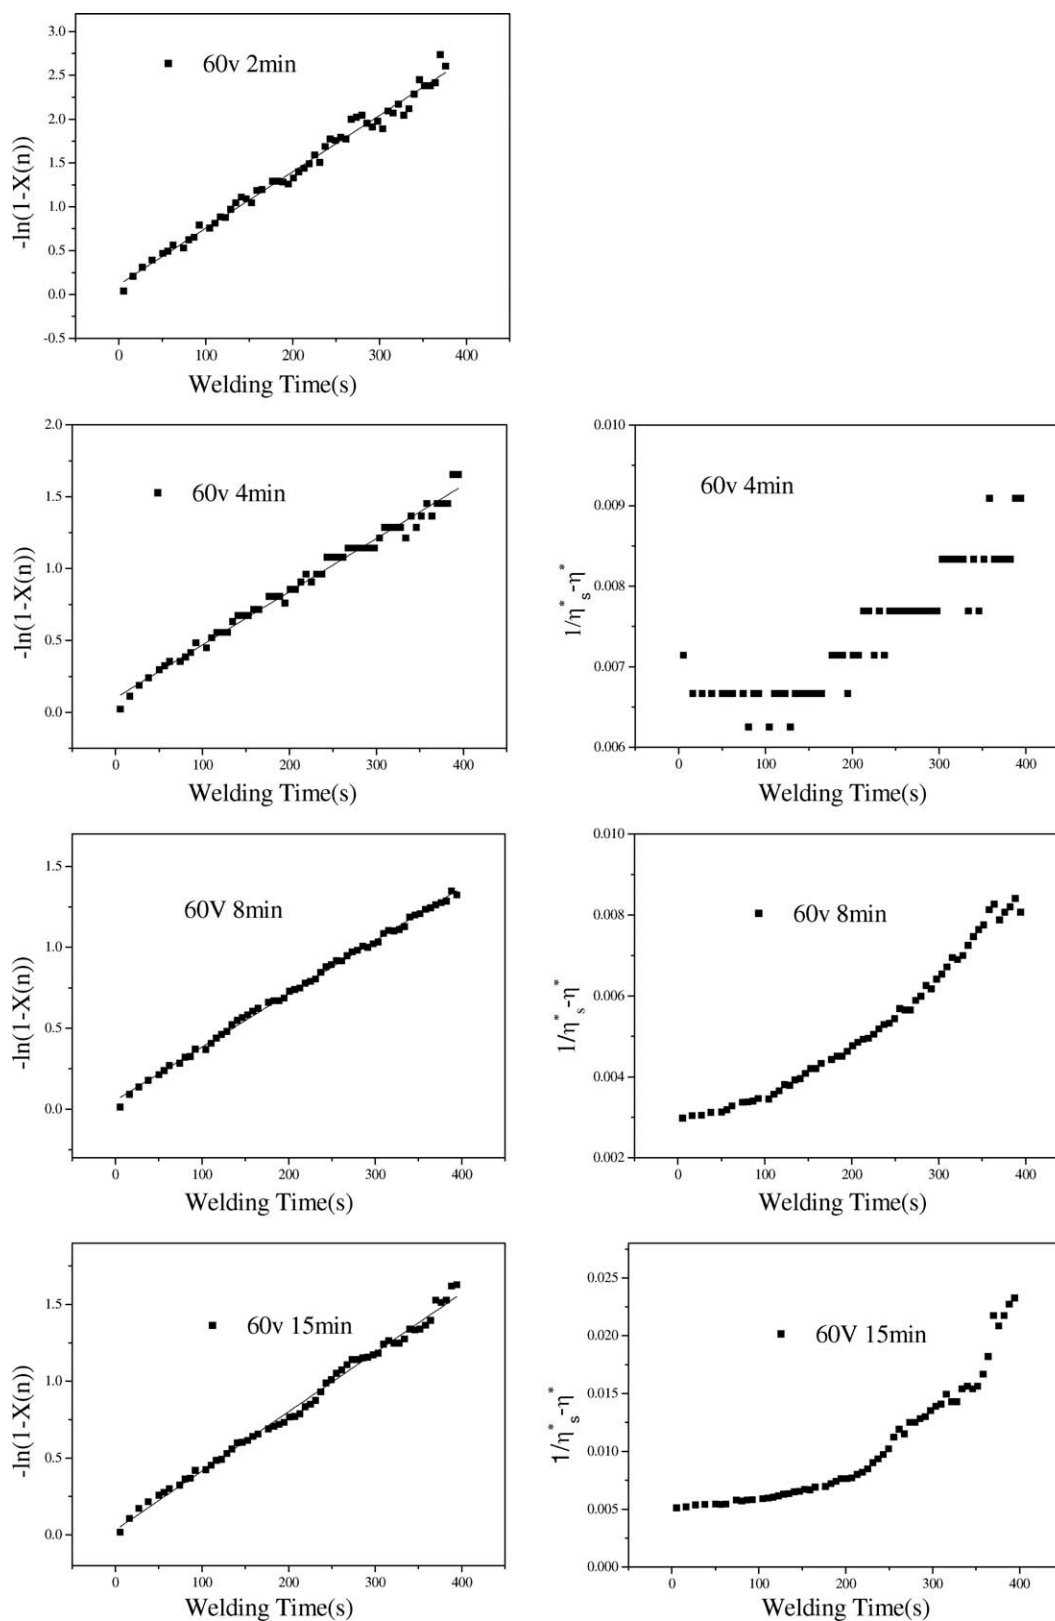 3.0
2.5
2.0
1.5
1.0
0.5
0.0
-0.5
-ln(1-X(n))
60v 2min
0 100 200 300 400
Welding Time(s)
2.0
1.5
1.0
0.5
0.0
-ln(1-X(n))
60v 4min
0 100 200 300 400
Welding Time(s)
0.010
0.009
0.008
0.007
0.006
1/η*s-η*
60v 4min
0 100 200 300 400
Welding Time(s)
1.5
1.0
0.5
0.0
-ln(1-X(n))
60V 8min
0 100 200 300 400
Welding Time(s)
0.010
0.008
0.006
0.004
0.002
1/η*s-η*
60v 8min
0 100 200 300 400
Welding Time(s)
1.5
1.0
0.5
0.0
-ln(1-X(n))
60v 15min
0 100 200 300 400
Welding Time(s)
0.025
0.020
0.015
0.010
0.005
0.000
1/η*s-η*
60V 15min
0 100 200 300 400
Welding Time(s)